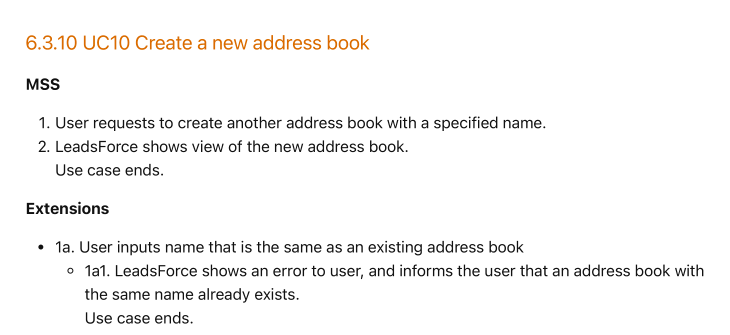 6.3.10 UC10 Create a new address book
MSS
1. User requests to create another address book with a specified name.
2. LeadsForce shows view of the new address book.
Use case ends.
Extensions
• 1a. User inputs name that is the same as an existing address book
◦ 1a1. LeadsForce shows an error to user, and informs the user that an address book with
the same name already exists.
Use case ends.